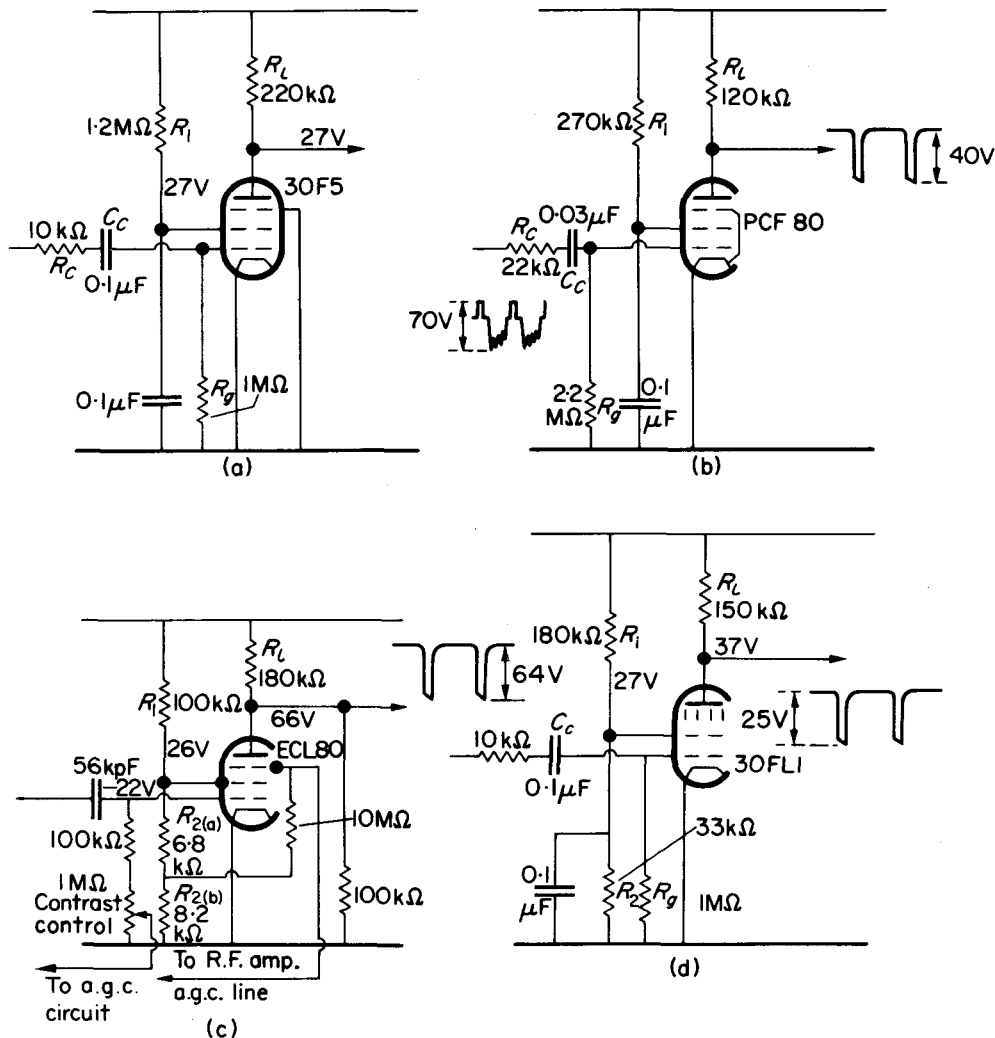 R_L
220kΩ
1·2MΩ R_1
27V
27V
30F5
10kΩ
C_C
R_C
0·1μF
0·1μF
R_g
1MΩ
(a)
R_L
120kΩ
270kΩ R_1
40V
0·03μF
PCF 80
R_C
22kΩ
C_C
70V
2·2
MΩ
R_g
0·1
μF
(b)
R_L
180kΩ
64V
R_1
100kΩ
66V
26V
ECL80
56kpF
-22V
100kΩ
R_2(a)
6·8
kΩ
10MΩ
1MΩ
Contrast
control
R_2(b)
8·2
kΩ
100kΩ
To R.F. amp.
a.g.c. line
To a.g.c.
circuit
(c)
R_L
150kΩ
180kΩ R_i
37V
27V
25V
10kΩ
C_C
0·1μF
30FL1
33kΩ
0·1
μF
R_2
R_g
1MΩ
(d)